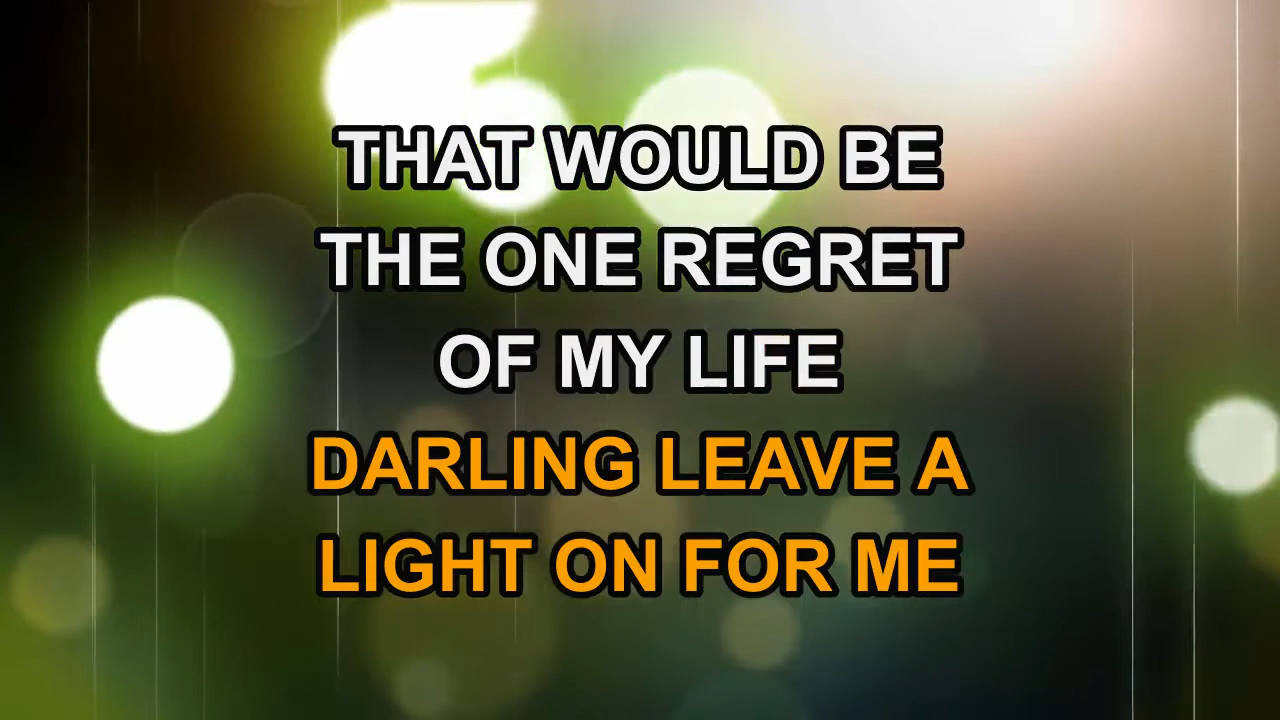 THAT WOULD BE
THE ONE REGRET
OF MY LIFE
DARLING LEAVE A
LIGHT ON FOR ME